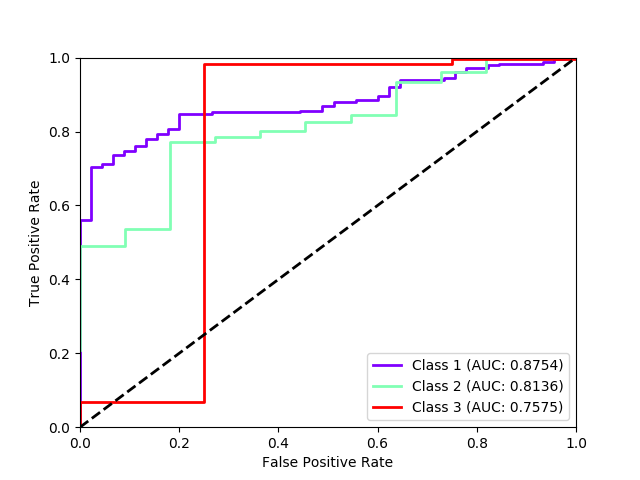 1.0
0.8
0.6
0.4
0.2
0.0
True Positive Rate
Class 1 (AUC: 0.8754)
Class 2 (AUC: 0.8136)
Class 3 (AUC: 0.7575)
0.0 0.2 0.4 0.6 0.8 1.0
False Positive Rate